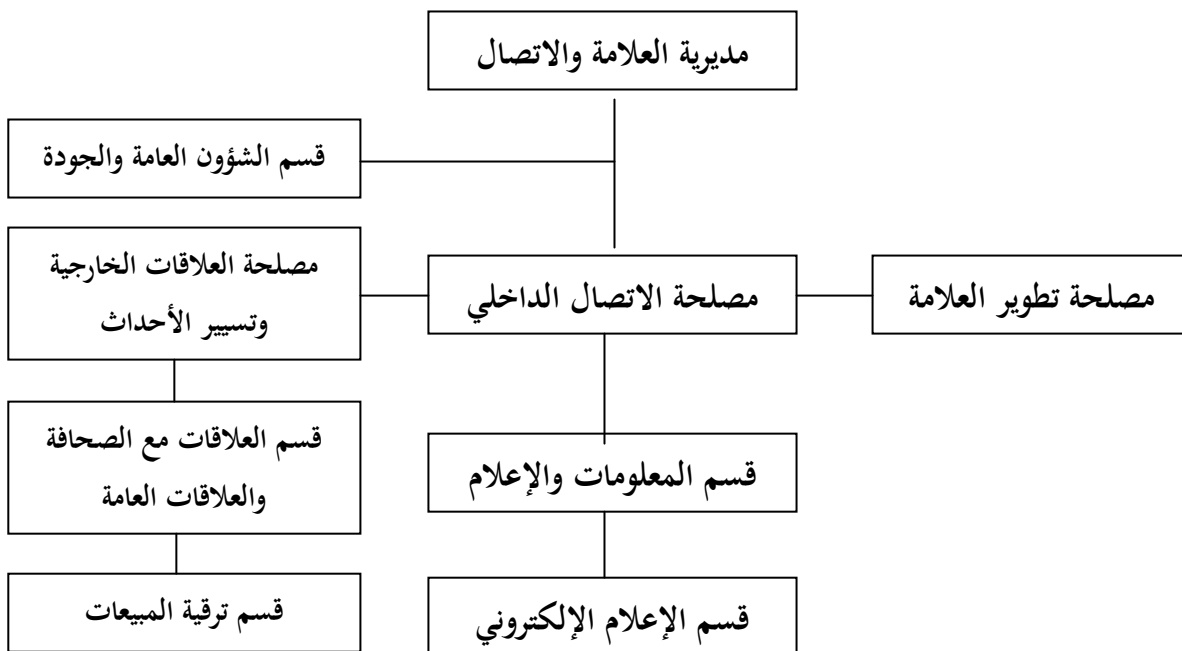 مديرية العلامة والاتصال
قسم الشؤون العامة والجودة
مصلحة تطوير العلامة
مصلحة الاتصال الداخلي
مصلحة العلاقات الخارجية
وتسيير الأحداث
قسم المعلومات والإعلام
قسم العلاقات مع الصحافة
والعلاقات العامة
قسم الإعلام الإلكتروني
قسم ترقية المبيعات